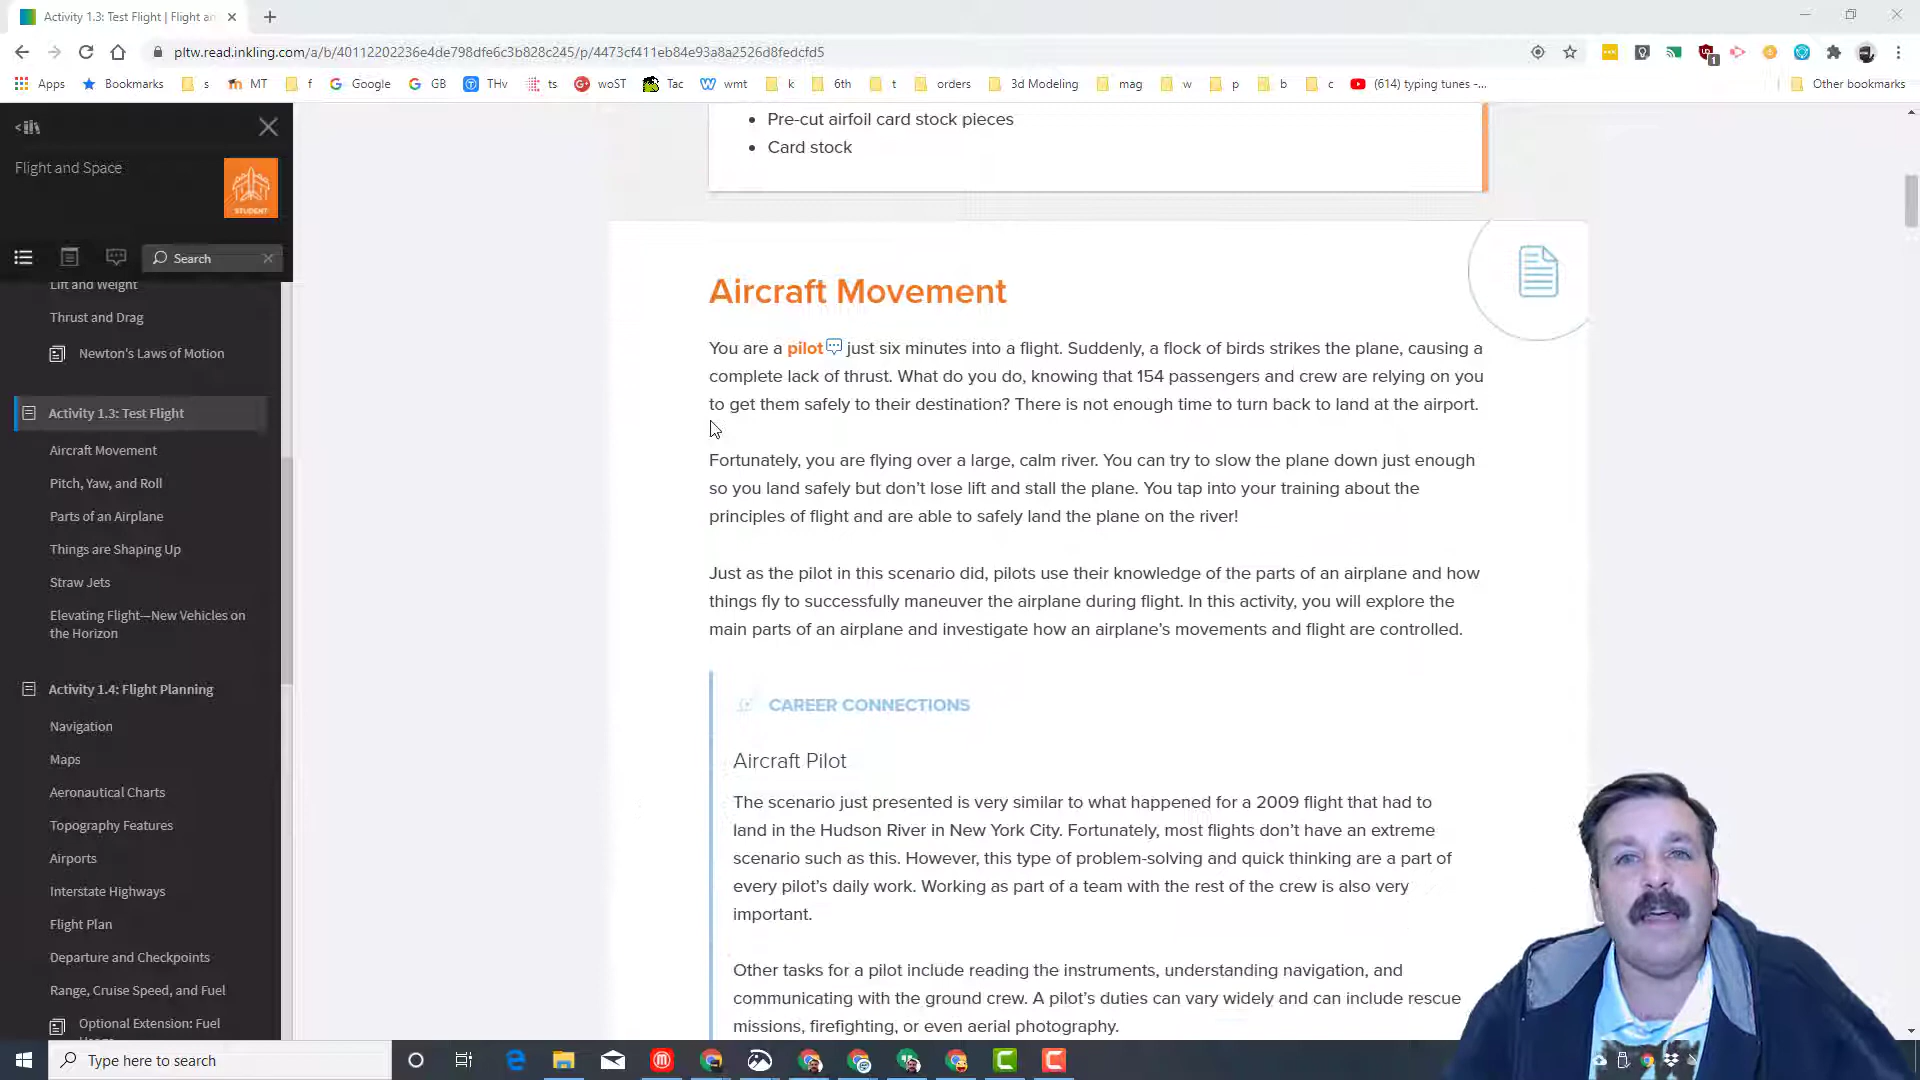 Activity 1.3: Test Flight | Flight an
pltw.read.inkling.com/a/b/40112202236e4de798dfe6c3b828c245/p/4473cf411eb84e93a8a2526d8fedcfd5
Apps Bookmarks s MT f Google GB THv ts woST Tac wmt k 6th t orders 3d Modeling mag w p b c (614) typing tunes -... Other bookmarks
Flight and Space
STUDENT
Search
Lift and Weight
Thrust and Drag
Newton's Laws of Motion
Activity 1.3: Test Flight
Aircraft Movement
Pitch, Yaw, and Roll
Parts of an Airplane
Things are Shaping Up
Straw Jets
Elevating Flight—New Vehicles on
the Horizon
Activity 1.4: Flight Planning
Navigation
Maps
Aeronautical Charts
Topography Features
Airports
Interstate Highways
Flight Plan
Departure and Checkpoints
Range, Cruise Speed, and Fuel
Optional Extension: Fuel
• Pre-cut airfoil card stock pieces
• Card stock
Aircraft Movement
You are a pilot just six minutes into a flight. Suddenly, a flock of birds strikes the plane, causing a
complete lack of thrust. What do you do, knowing that 154 passengers and crew are relying on you
to get them safely to their destination? There is not enough time to turn back to land at the airport.
Fortunately, you are flying over a large, calm river. You can try to slow the plane down just enough
so you land safely but don't lose lift and stall the plane. You tap into your training about the
principles of flight and are able to safely land the plane on the river!
Just as the pilot in this scenario did, pilots use their knowledge of the parts of an airplane and how
things fly to successfully maneuver the airplane during flight. In this activity, you will explore the
main parts of an airplane and investigate how an airplane's movements and flight are controlled.
CAREER CONNECTIONS
Aircraft Pilot
The scenario just presented is very similar to what happened for a 2009 flight that had to
land in the Hudson River in New York City. Fortunately, most flights don't have an extreme
scenario such as this. However, this type of problem-solving and quick thinking are a part of
every pilot's daily work. Working as part of a team with the rest of the crew is also very
important.
Other tasks for a pilot include reading the instruments, understanding navigation, and
communicating with the ground crew. A pilot's duties can vary widely and can include rescue
missions, firefighting, or even aerial photography.
Type here to search